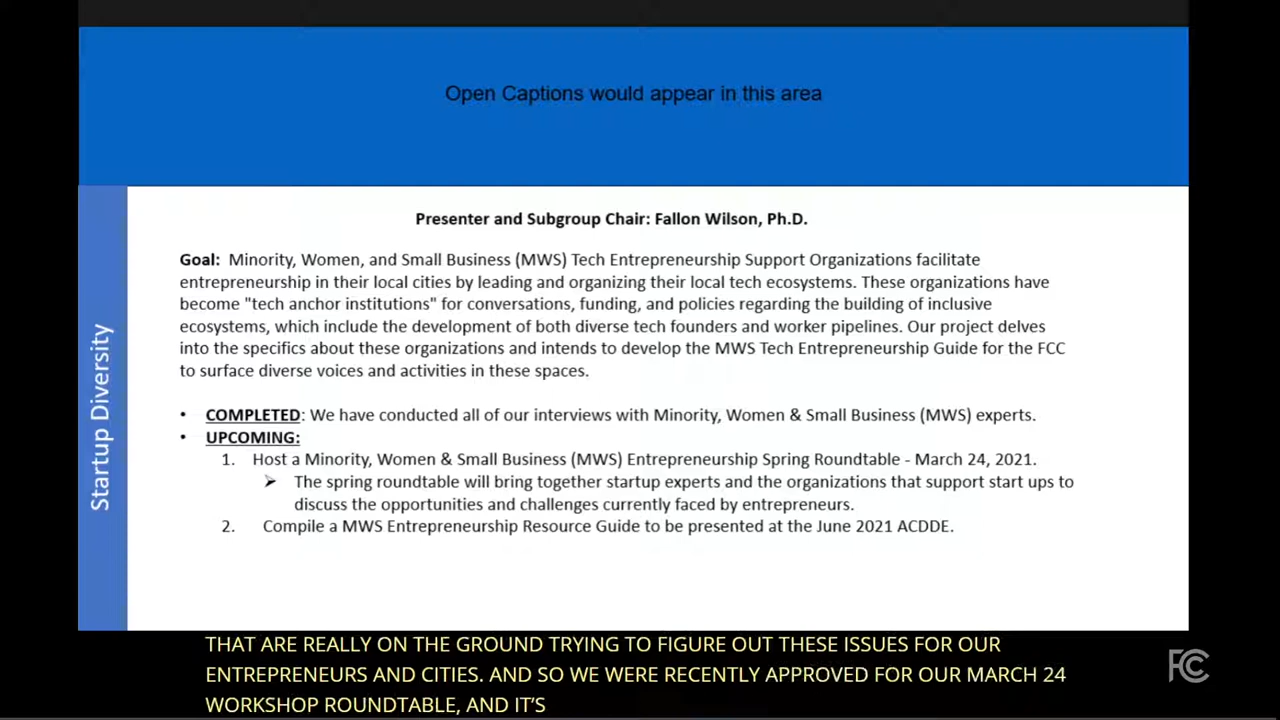 Open Captions would appear in this area
Startup Diversity
Presenter and Subgroup Chair: Fallon Wilson, Ph.D.
Goal: Minority, Women, and Small Business (MWS) Tech Entrepreneurship Support Organizations facilitate
entrepreneurship in their local cities by leading and organizing their local tech ecosystems. These organizations have
become "tech anchor institutions" for conversations, funding, and policies regarding the building of inclusive
ecosystems, which include the development of both diverse tech founders and worker pipelines. Our project delves
into the specifics about these organizations and intends to develop the MWS Tech Entrepreneurship Guide for the FCC
to surface diverse voices and activities in these spaces.
• COMPLETED: We have conducted all of our interviews with Minority, Women & Small Business (MWS) experts.
• UPCOMING:
1. Host a Minority, Women & Small Business (MWS) Entrepreneurship Spring Roundtable - March 24, 2021.
➢ The spring roundtable will bring together startup experts and the organizations that support start ups to
discuss the opportunities and challenges currently faced by entrepreneurs.
2. Compile a MWS Entrepreneurship Resource Guide to be presented at the June 2021 ACDDE.
THAT ARE REALLY ON THE GROUND TRYING TO FIGURE OUT THESE ISSUES FOR OUR
ENTREPRENEURS AND CITIES. AND SO WE WERE RECENTLY APPROVED FOR OUR MARCH 24
WORKSHOP ROUNDTABLE, AND IT'S
FCC